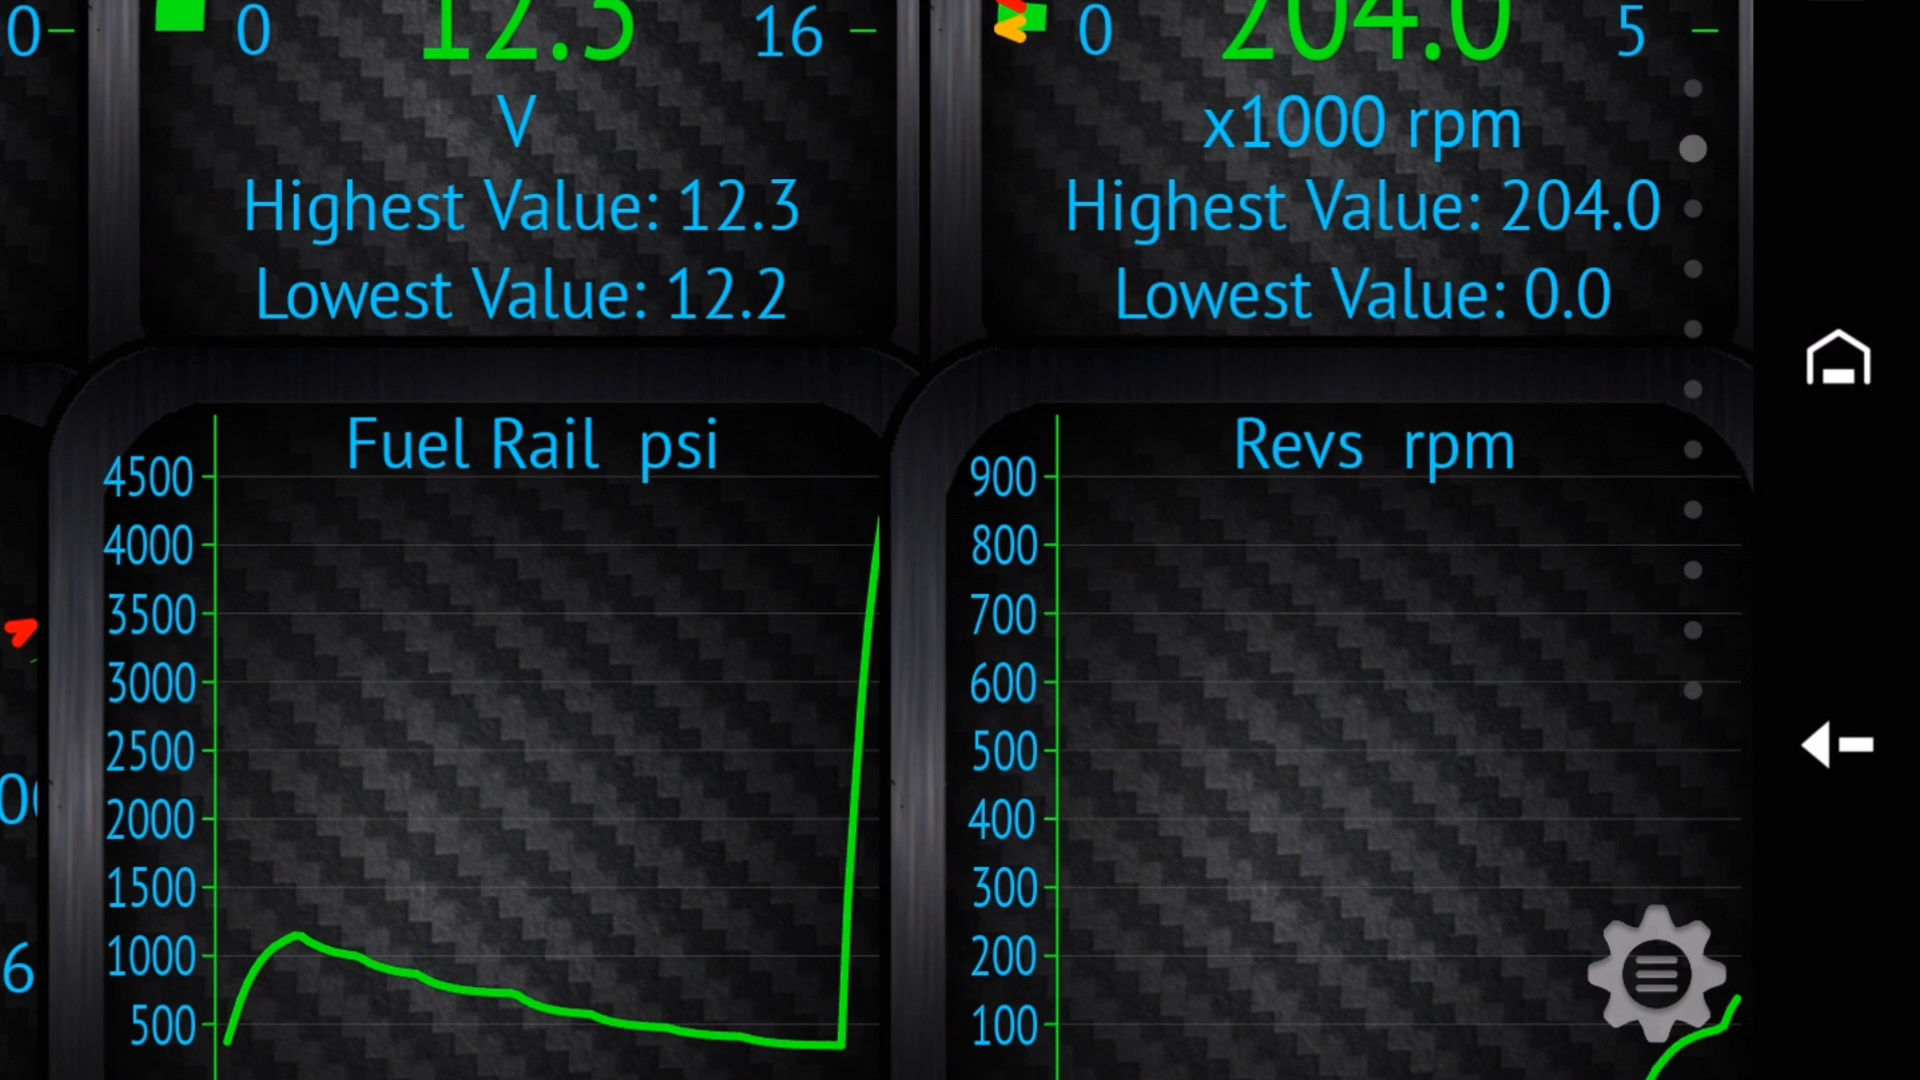 0
0 12.3 16
V
Highest Value: 12.3
Lowest Value: 12.2
0 204.0 5
x1000 rpm
Highest Value: 204.0
Lowest Value: 0.0
Fuel Rail psi
4500
4000
3500
3000
2500
2000
1500
1000
500
Revs rpm
900
800
700
600
500
400
300
200
100
6